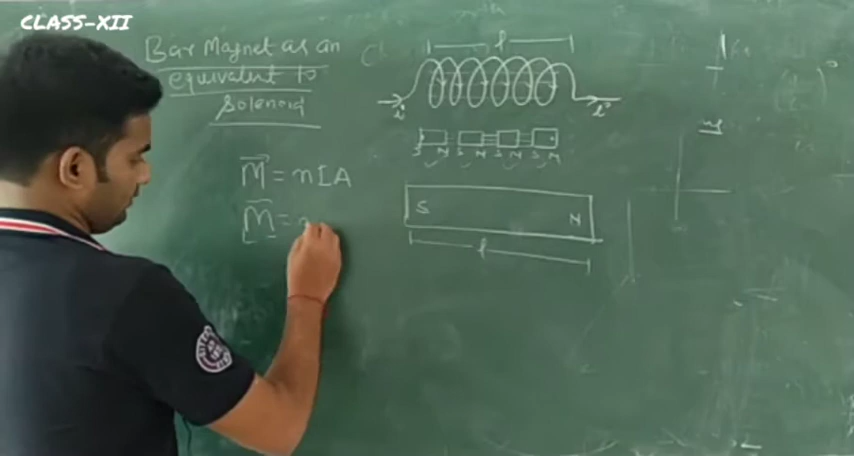 CLASS-XII
Bar Magnet as an
equivalent to
Solenoid
M = nIA
M =
l
i
i
S N S N S N S N
S N
l